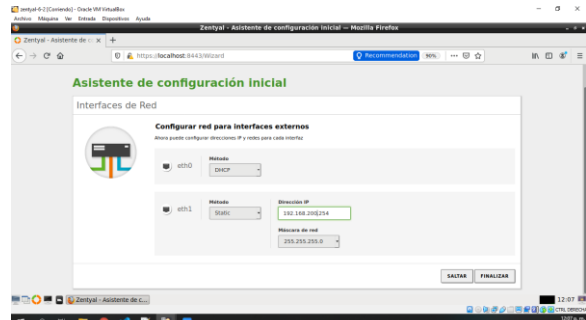 zentyal-6-2 [Corriendo] - Oracle VM VirtualBox
Archivo Máquina Ver Entrada Dispositivos Ayuda
Zentyal - Asistente de configuración inicial — Mozilla Firefox
Zentyal - Asistente de c
https://localhost:8443/Wizard
Recommendation
90%
Asistente de configuración inicial
Interfaces de Red
Configurar red para interfaces externos
Ahora puede configurar direcciones IP y redes para cada interfaz
eth0
Método
DHCP
eth1
Método
Static
Dirección IP
192.168.200.254
Máscara de red
255.255.255.0
SALTAR
FINALIZAR
Zentyal - Asistente de c...
12:07
CTRL DERECHA